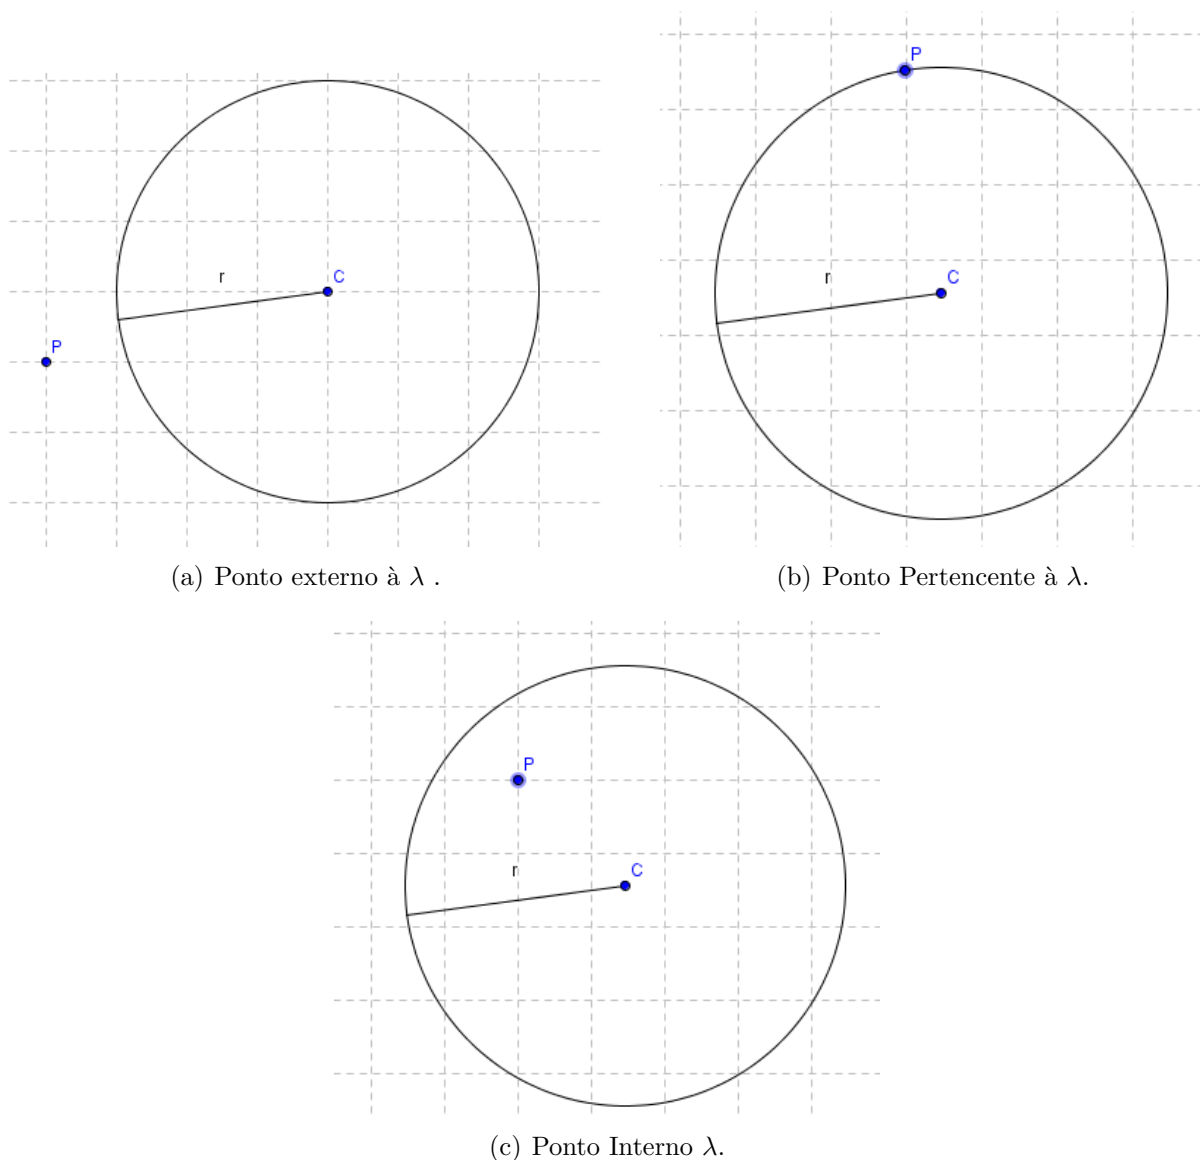 r
C
P
(a) Ponto externo à λ .
P
r
C
(b) Ponto Pertencente à λ.
P
r
C
(c) Ponto Interno λ.